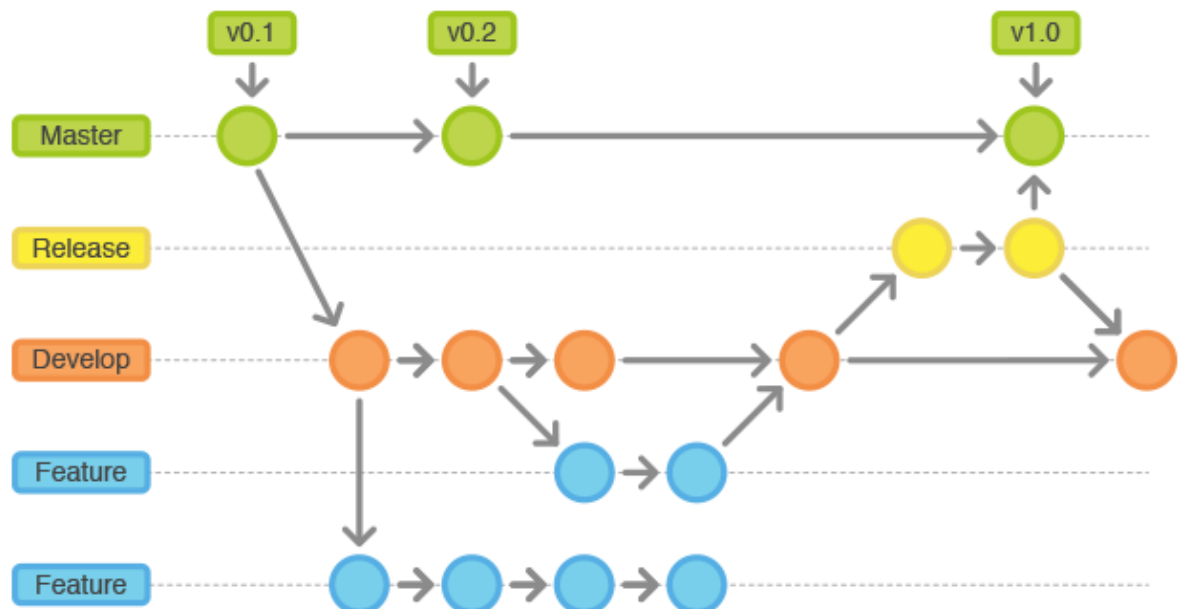 v0.1
v0.2
v1.0
Master
Release
Develop
Feature
Feature